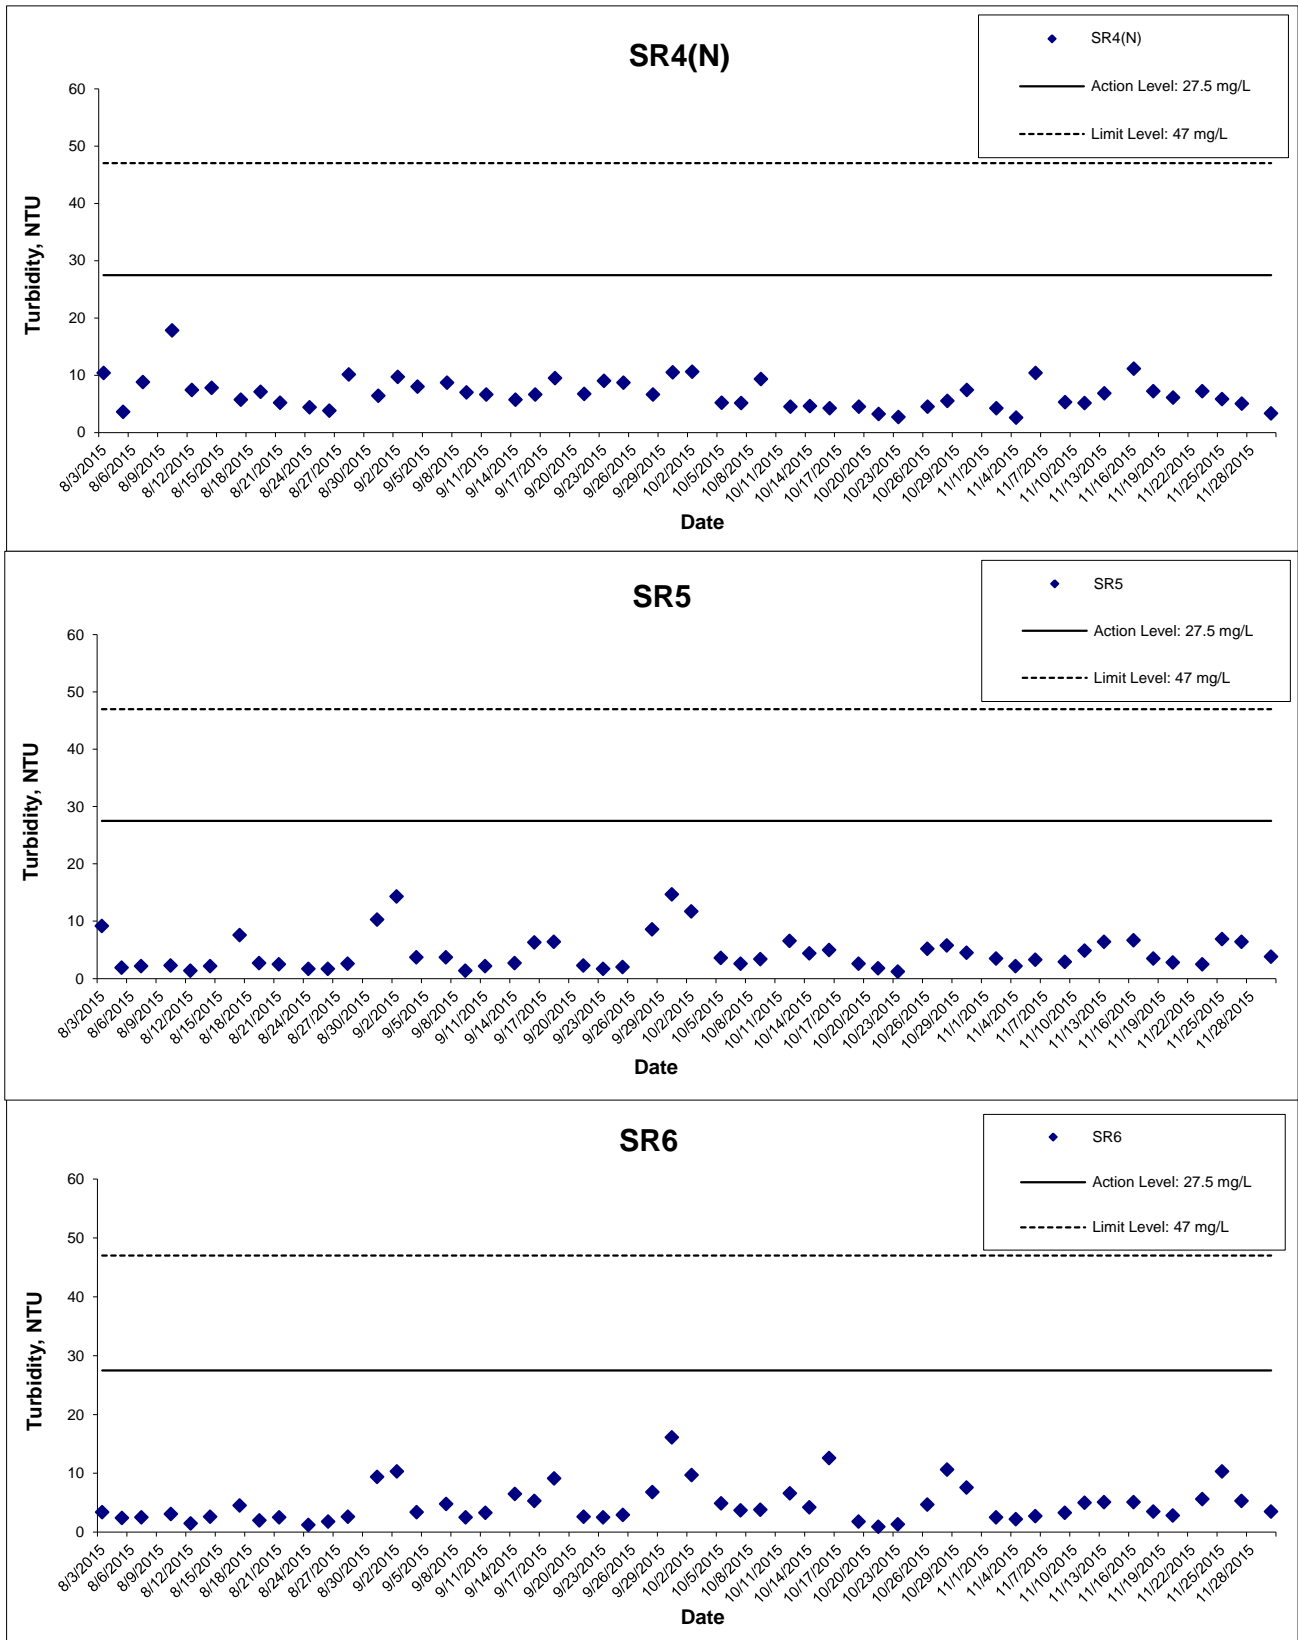 SR4(N)
SR4(N)
Action Level: 27.5 mg/L
Limit Level: 47 mg/L
Turbidity, NTU
60
50
40
30
20
10
0
8/3/2015 8/6/2015 8/9/2015 8/12/2015 8/15/2015 8/18/2015 8/21/2015 8/24/2015 8/27/2015 8/30/2015 9/2/2015 9/5/2015 9/8/2015 9/11/2015 9/14/2015 9/17/2015 9/20/2015 9/23/2015 9/26/2015 9/29/2015 10/2/2015 10/5/2015 10/8/2015 10/11/2015 10/14/2015 10/17/2015 10/20/2015 10/23/2015 10/26/2015 10/29/2015 11/1/2015 11/4/2015 11/7/2015 11/10/2015 11/13/2015 11/16/2015 11/19/2015 11/22/2015 11/25/2015 11/28/2015
Date
SR5
SR5
Action Level: 27.5 mg/L
Limit Level: 47 mg/L
Turbidity, NTU
60
50
40
30
20
10
0
8/3/2015 8/6/2015 8/9/2015 8/12/2015 8/15/2015 8/18/2015 8/21/2015 8/24/2015 8/27/2015 8/30/2015 9/2/2015 9/5/2015 9/8/2015 9/11/2015 9/14/2015 9/17/2015 9/20/2015 9/23/2015 9/26/2015 9/29/2015 10/2/2015 10/5/2015 10/8/2015 10/11/2015 10/14/2015 10/17/2015 10/20/2015 10/23/2015 10/26/2015 10/29/2015 11/1/2015 11/4/2015 11/7/2015 11/10/2015 11/13/2015 11/16/2015 11/19/2015 11/22/2015 11/25/2015 11/28/2015
Date
SR6
SR6
Action Level: 27.5 mg/L
Limit Level: 47 mg/L
Turbidity, NTU
60
50
40
30
20
10
0
8/3/2015 8/6/2015 8/9/2015 8/12/2015 8/15/2015 8/18/2015 8/21/2015 8/24/2015 8/27/2015 8/30/2015 9/2/2015 9/5/2015 9/8/2015 9/11/2015 9/14/2015 9/17/2015 9/20/2015 9/23/2015 9/26/2015 9/29/2015 10/2/2015 10/5/2015 10/8/2015 10/11/2015 10/14/2015 10/17/2015 10/20/2015 10/23/2015 10/26/2015 10/29/2015 11/1/2015 11/4/2015 11/7/2015 11/10/2015 11/13/2015 11/16/2015 11/19/2015 11/22/2015 11/25/2015 11/28/2015
Date